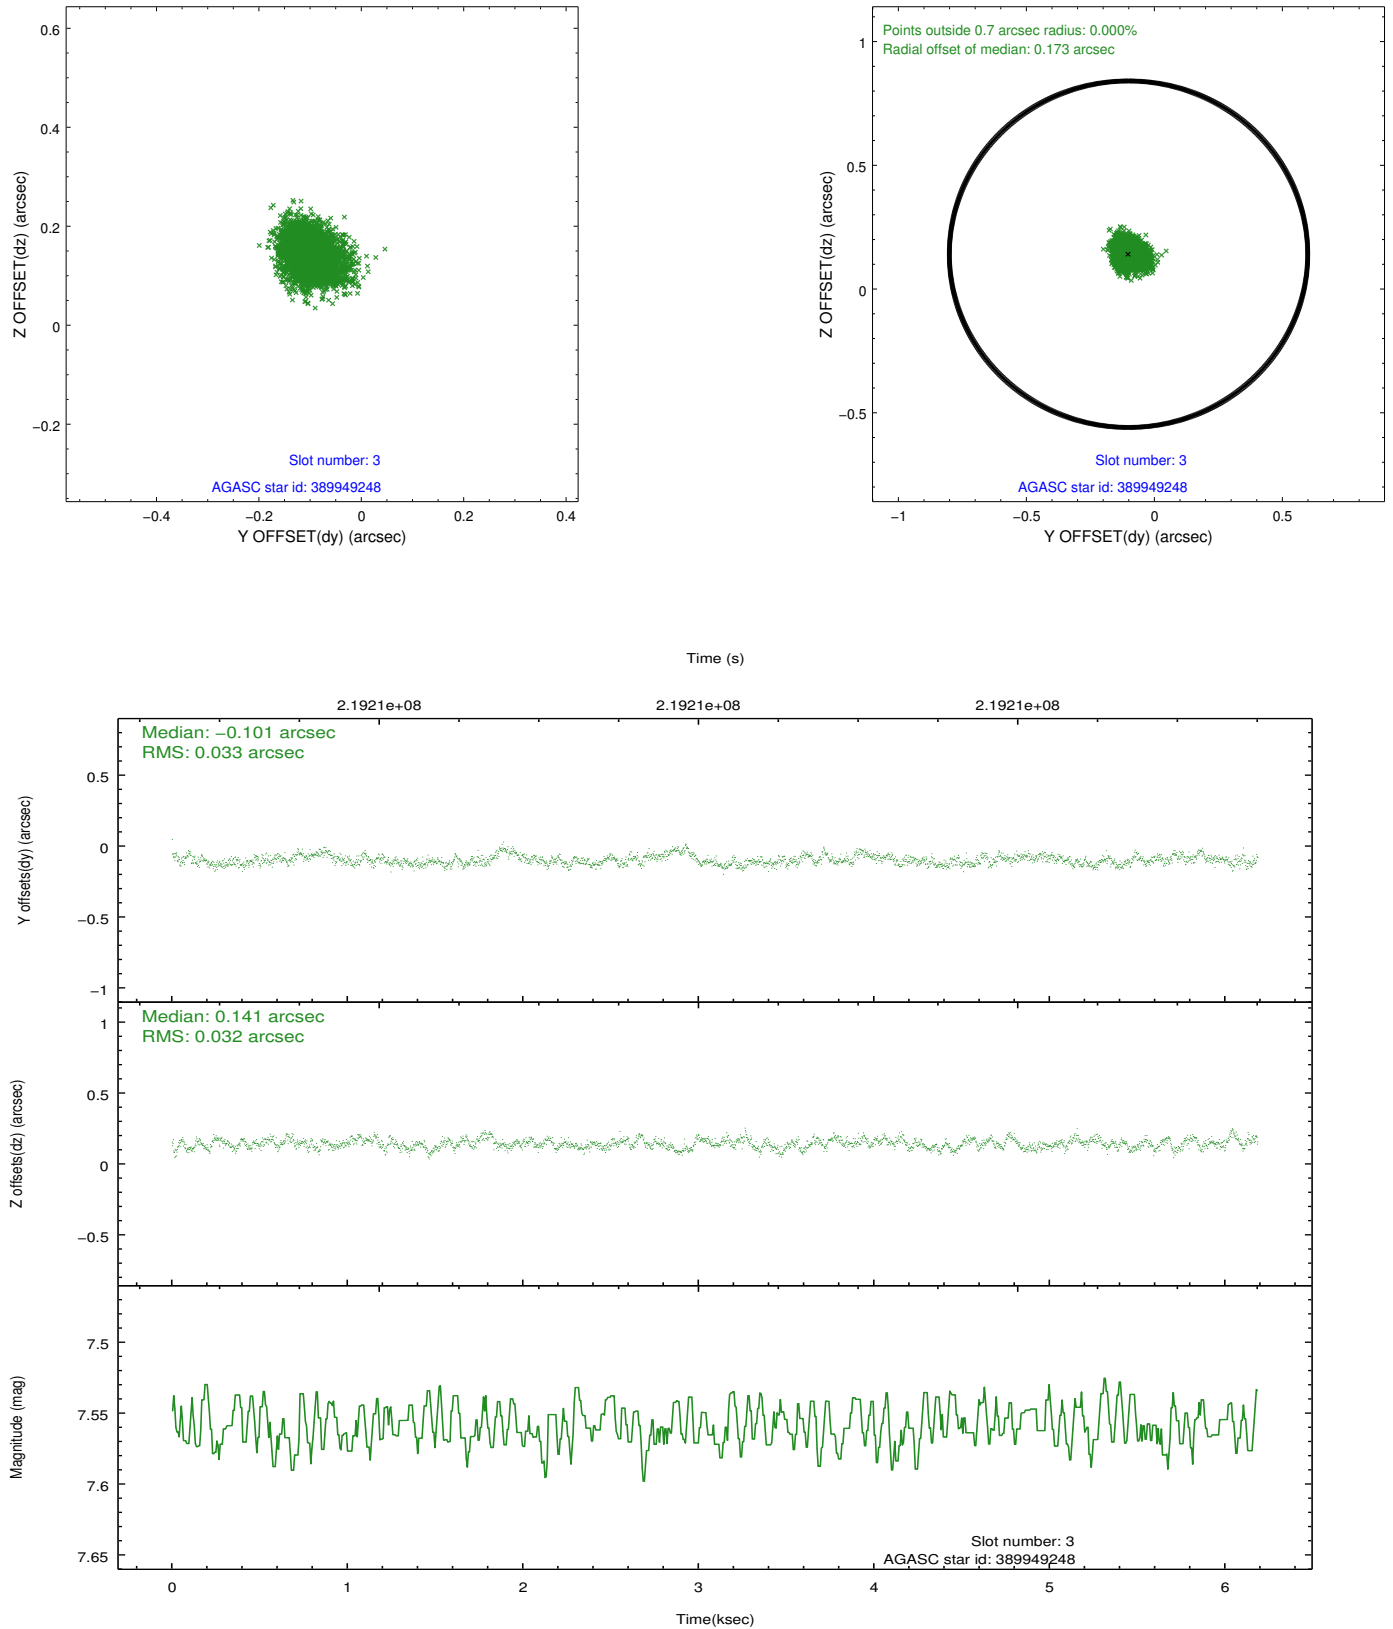 0.6
0.4
0.2
0
−0.2
Z OFFSET(dz) (arcsec)
Slot number: 3
AGASC star id: 389949248
−0.4
−0.2
0
0.2
0.4
Y OFFSET(dy) (arcsec)
Points outside 0.7 arcsec radius: 0.000%
Radial offset of median: 0.173 arcsec
1
0.5
0
−0.5
Z OFFSET(dz) (arcsec)
Slot number: 3
AGASC star id: 389949248
−1
−0.5
0
0.5
Y OFFSET(dy) (arcsec)
Time (s)
2.1921e+08
2.1921e+08
2.1921e+08
Median: −0.101 arcsec
RMS: 0.033 arcsec
0.5
0
−0.5
−1
Y offsets(dy) (arcsec)
Median: 0.141 arcsec
RMS: 0.032 arcsec
1
0.5
0
−0.5
Z offsets(dz) (arcsec)
7.5
7.55
7.6
7.65
Magnitude (mag)
Slot number: 3
AGASC star id: 389949248
0
1
2
3
4
5
6
Time(ksec)